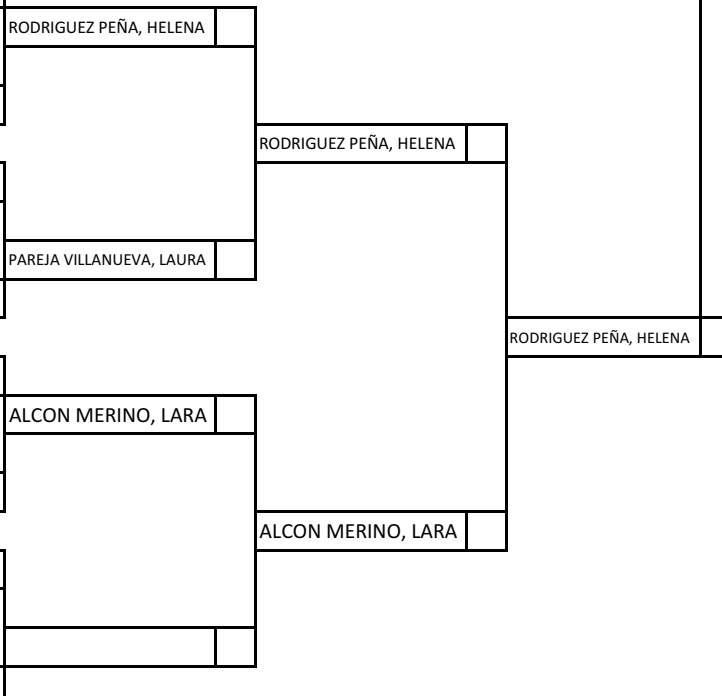 RODRIGUEZ PEÑA, HELENA
RODRIGUEZ PEÑA, HELENA
PAREJA VILLANUEVA, LAURA
RODRIGUEZ PEÑA, HELENA
ALCON MERINO, LARA
ALCON MERINO, LARA